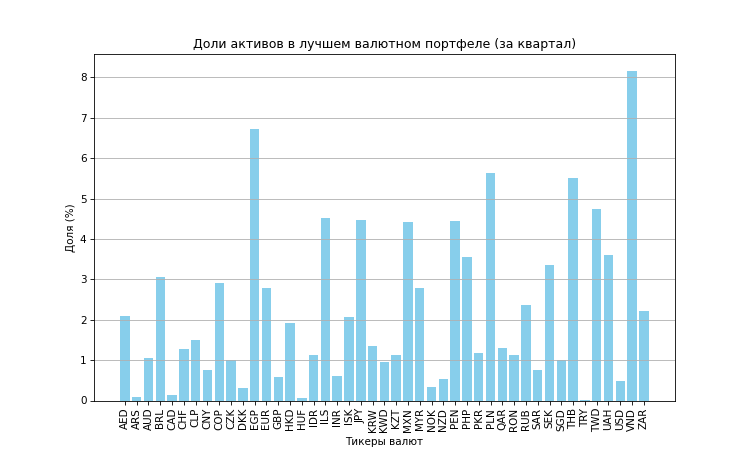 Доли активов в лучшем валютном портфеле (за квартал)
Доля (%)
8
7
6
5
4
3
2
1
0
AED ARS AUD BRL CAD CHF CLP CNY COP CZK DKK EGP EUR GBP HKD HUF IDR ILS INR ISK JPY KRW KWD KZT MXN MYR NOK NZD PEN PHP PKR PLN QAR RON RUB SAR SEK SGD THB TRY TWD UAH USD VND ZAR
Тикеры валют